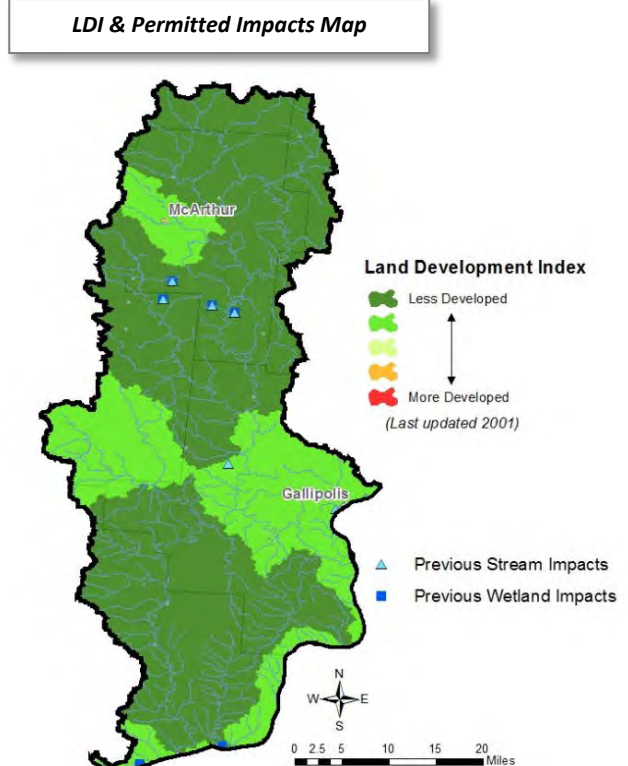 LDI & Permitted Impacts Map
McArthur
Land Development Index
Less Developed
More Developed
(Last updated 2001)
Gallipolis
Previous Stream Impacts
Previous Wetland Impacts
N
W E
S
0 2.5 5 10 15 20
Miles